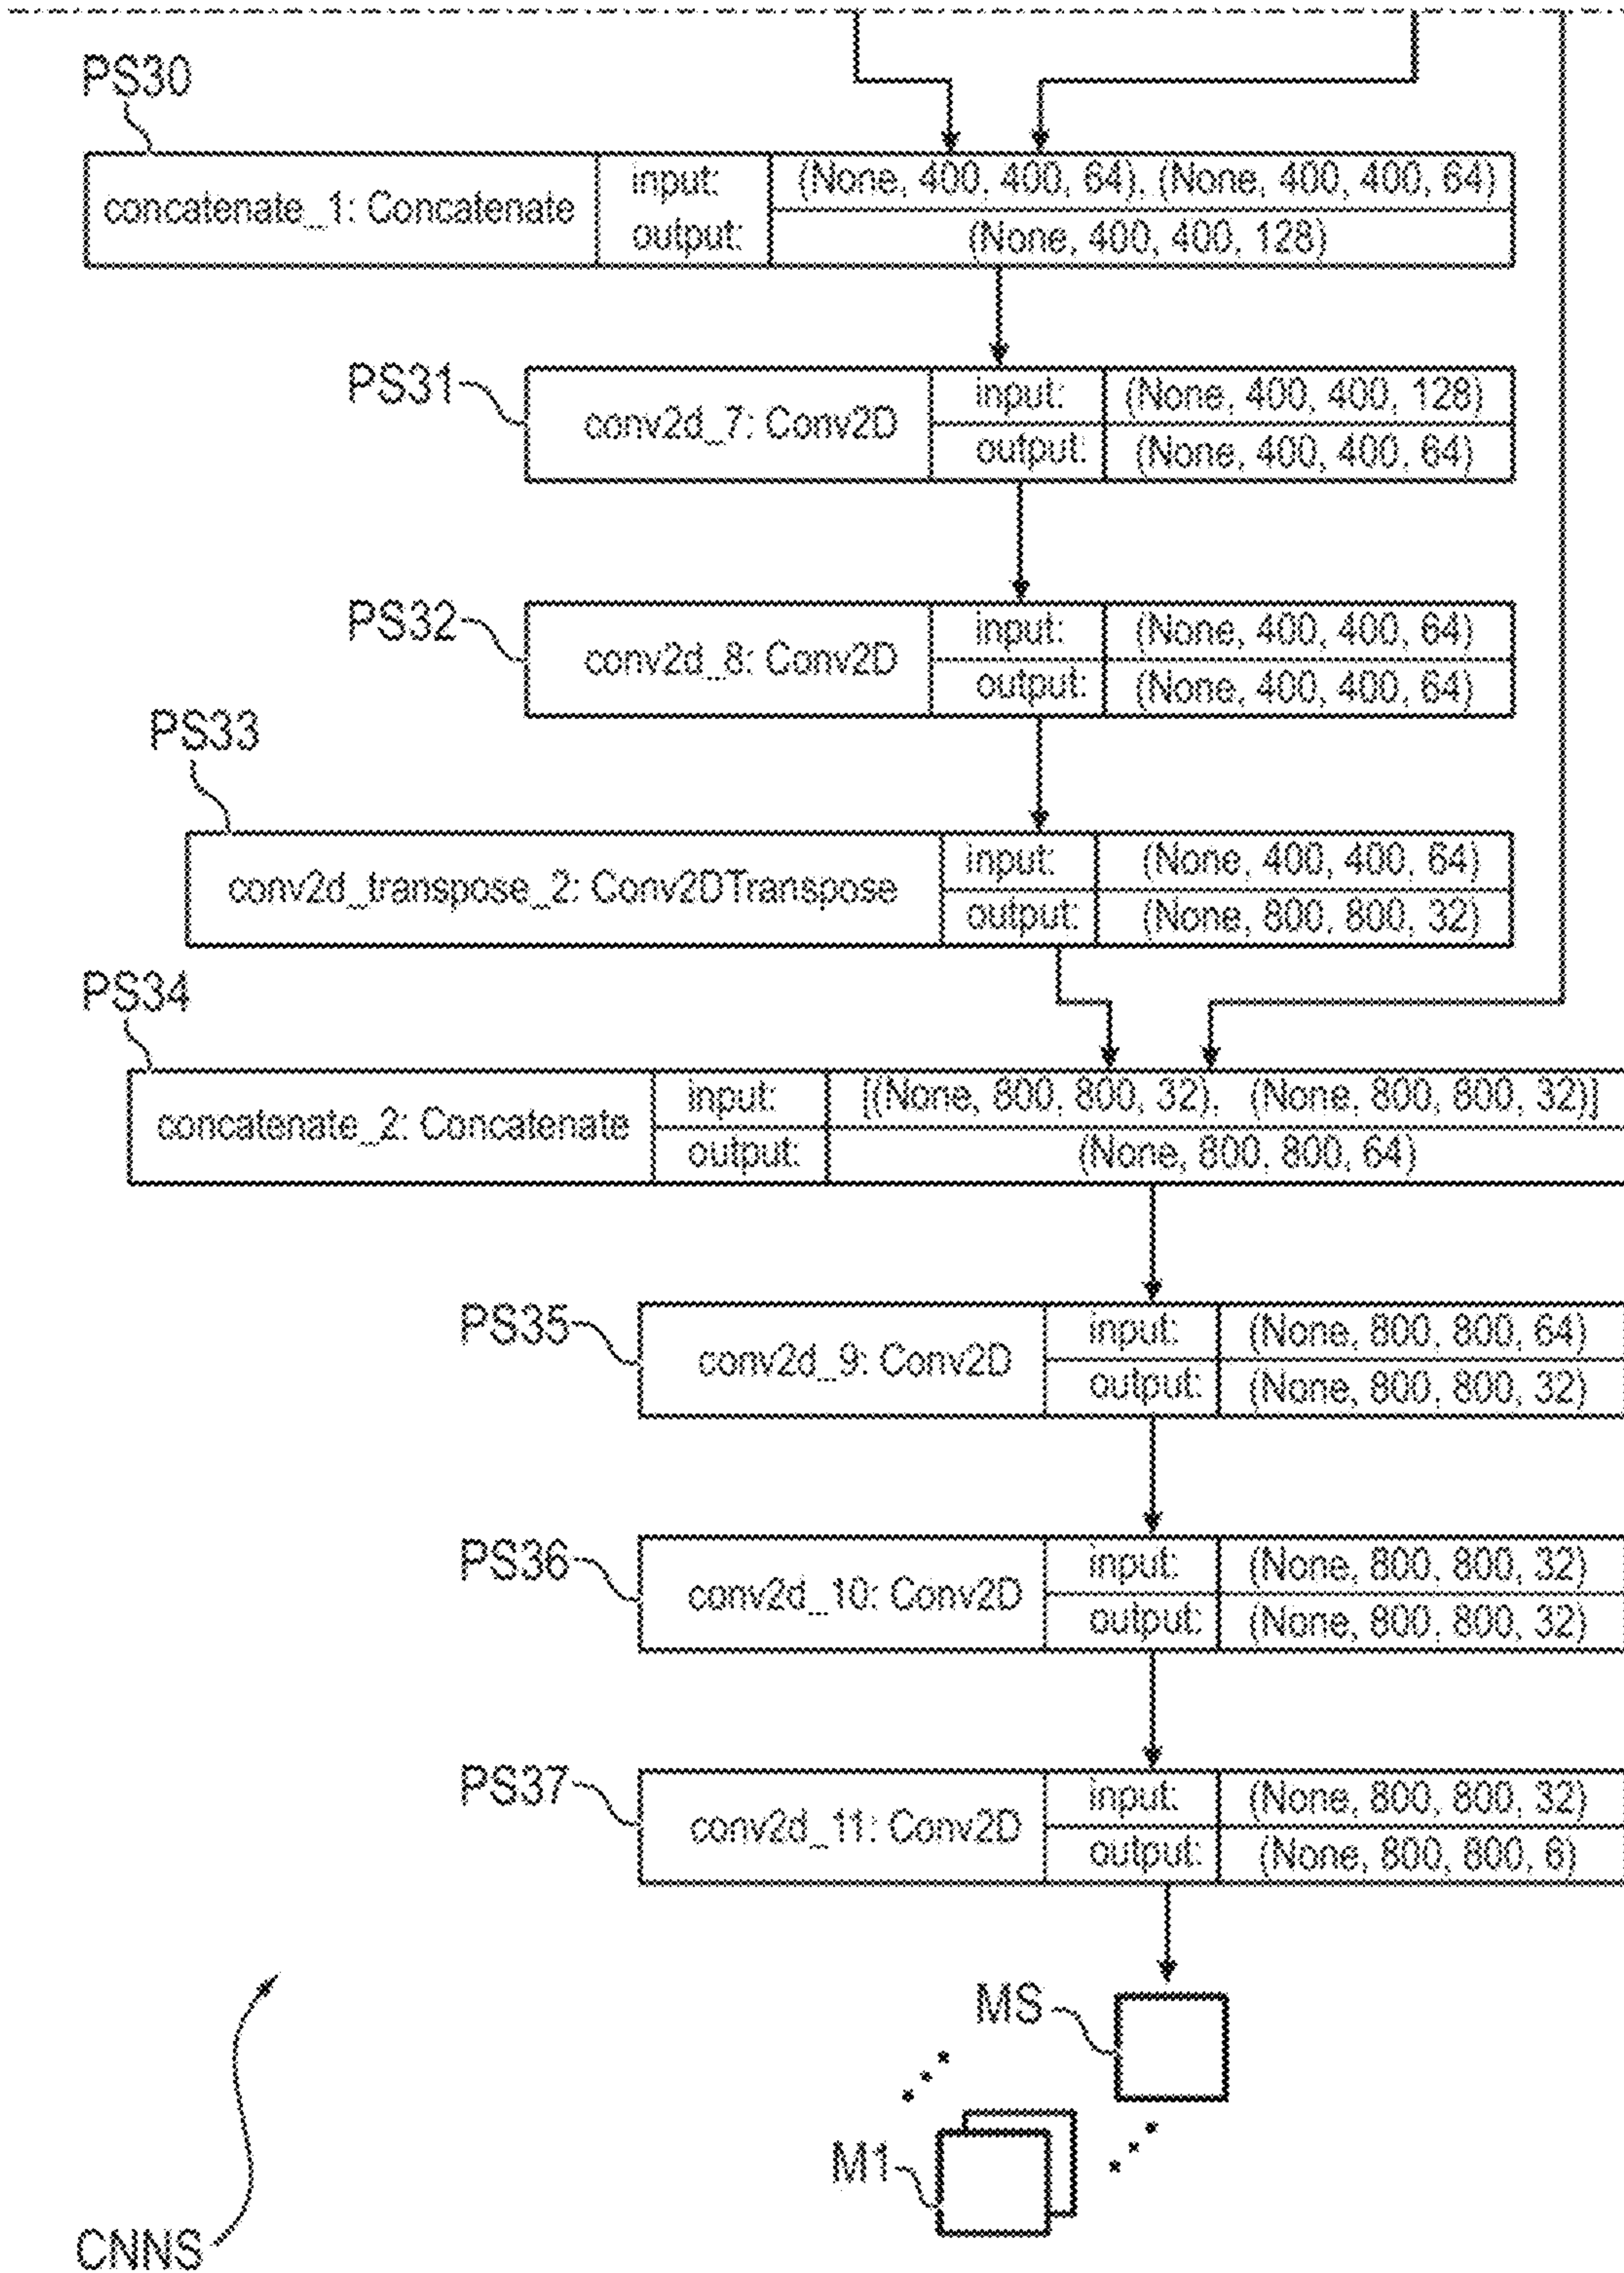 PS30
concatenate_1: Concatenate
input:
(None, 400, 400, 64), (None, 400, 400, 64)
output:
(None, 400, 400, 128)
PS31
conv2d_7: Conv2D
input:
(None, 400, 400, 128)
output:
(None, 400, 400, 64)
PS32
conv2d_8: Conv2D
input:
(None, 400, 400, 64)
output:
(None, 400, 400, 64)
PS33
conv2d_transpose_2: Conv2DTranspose
input:
(None, 400, 400, 64)
output:
(None, 800, 800, 32)
PS34
concatenate_2: Concatenate
input:
[(None, 800, 800, 32), (None, 800, 800, 32)]
output:
(None, 800, 800, 64)
PS35
conv2d_9: Conv2D
input:
(None, 800, 800, 64)
output:
(None, 800, 800, 32)
PS36
conv2d_10: Conv2D
input:
(None, 800, 800, 32)
output:
(None, 800, 800, 32)
PS37
conv2d_11: Conv2D
input:
(None, 800, 800, 32)
output:
(None, 800, 800, 6)
MS
M1
CNNS